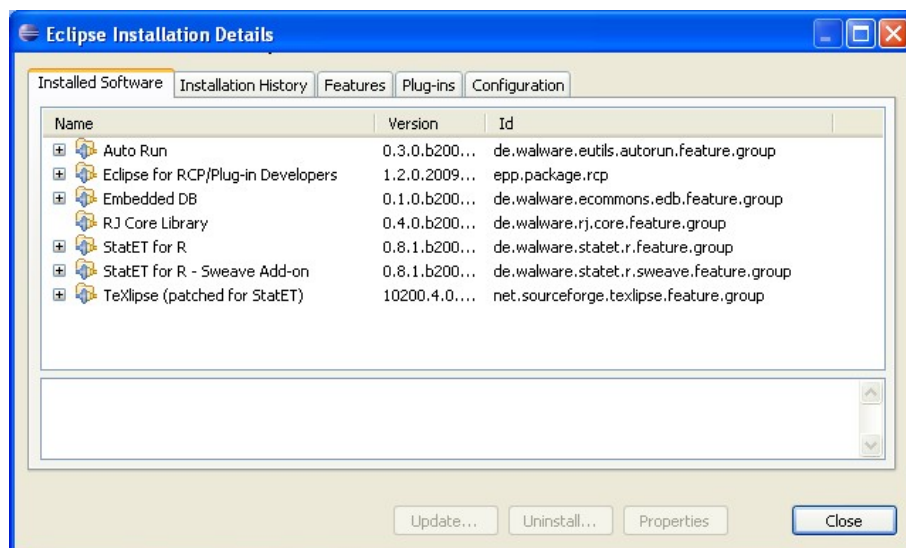 Eclipse Installation Details
Installed Software Installation History Features Plug-ins Configuration
Name Version Id
Auto Run 0.3.0.b200... de.walware.eutils.autorun.feature.group
Eclipse for RCP/Plug-in Developers 1.2.0.2009... epp.package.rcp
Embedded DB 0.1.0.b200... de.walware.ecommons.edb.feature.group
RJ Core Library 0.4.0.b200... de.walware.rj.core.feature.group
StatET for R 0.8.1.b200... de.walware.statet.r.feature.group
StatET for R - Sweave Add-on 0.8.1.b200... de.walware.statet.r.sweave.feature.group
TeXlipse (patched for StatET) 10200.4.0.... net.sourceforge.texlipse.feature.group
Update... Uninstall... Properties Close